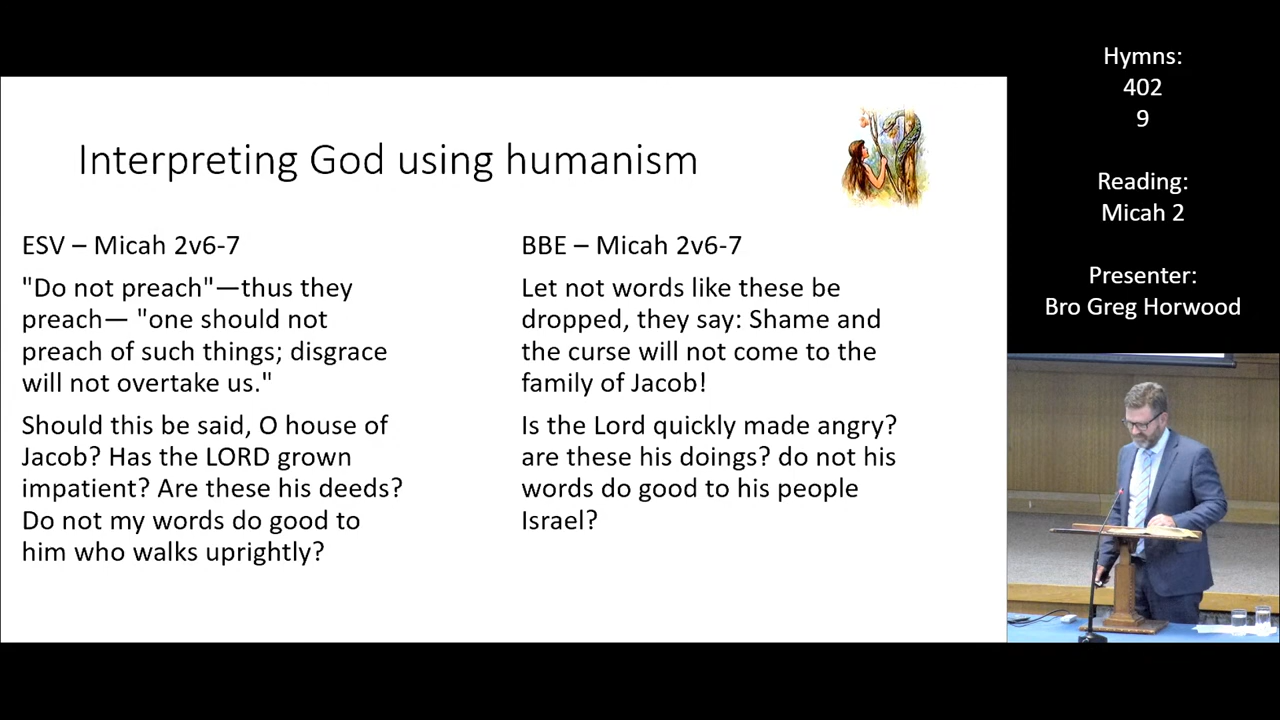 Interpreting God using humanism
ESV – Micah 2v6-7
"Do not preach"—thus they
preach— "one should not
preach of such things; disgrace
will not overtake us."
Should this be said, O house of
Jacob? Has the LORD grown
impatient? Are these his deeds?
Do not my words do good to
him who walks uprightly?
BBE – Micah 2v6-7
Let not words like these be
dropped, they say: Shame and
the curse will not come to the
family of Jacob!
Is the Lord quickly made angry?
are these his doings? do not his
words do good to his people
Israel?
Hymns:
402
9
Reading:
Micah 2
Presenter:
Bro Greg Horwood